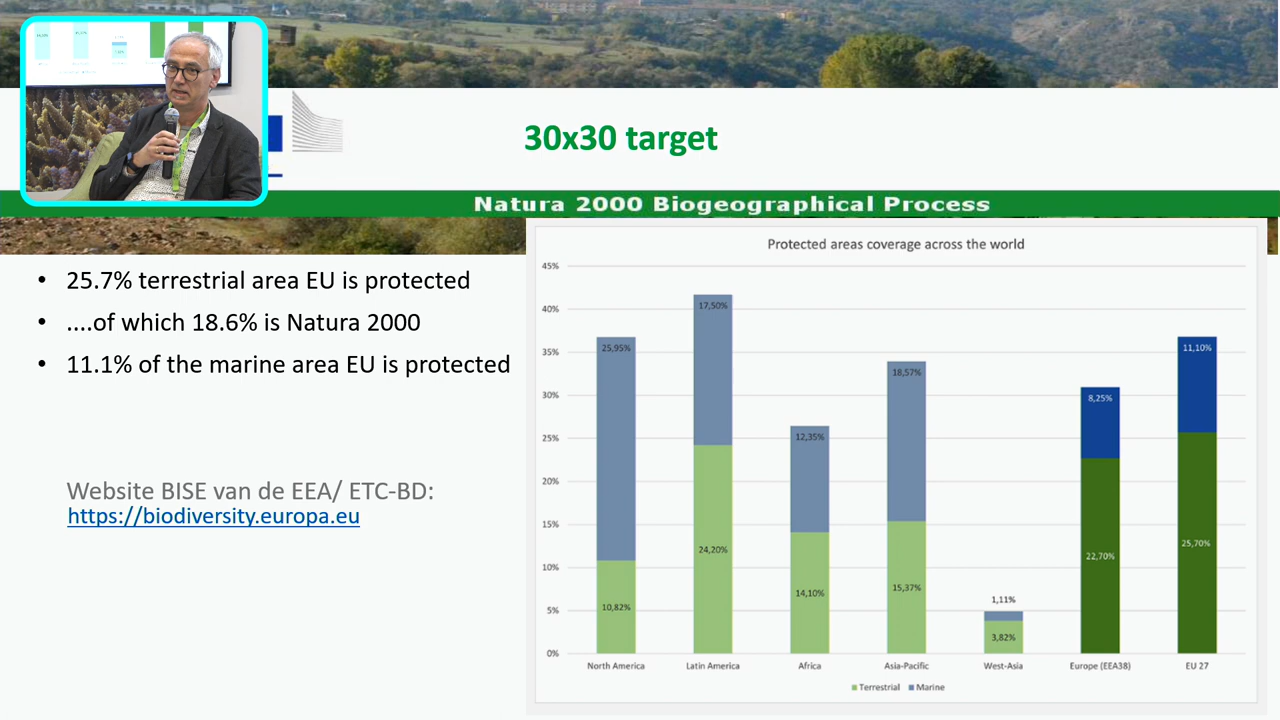 30x30 target
Natura 2000 Biogeographical Process
• 25.7% terrestrial area EU is protected
• ....of which 18.6% is Natura 2000
• 11.1% of the marine area EU is protected
Website BISE van de EEA/ ETC-BD:
https://biodiversity.europa.eu
Protected areas coverage across the world
45%
40%
35%
30%
25%
20%
15%
10%
5%
0%
25,95%
10,82%
17,50%
24,20%
12,35%
14,10%
18,57%
15,37%
1,11%
3,82%
8,25%
22,70%
11,10%
25,70%
North America
Latin America
Africa
Asia-Pacific
West-Asia
Europe (EEA38)
EU 27
Terrestrial
Marine